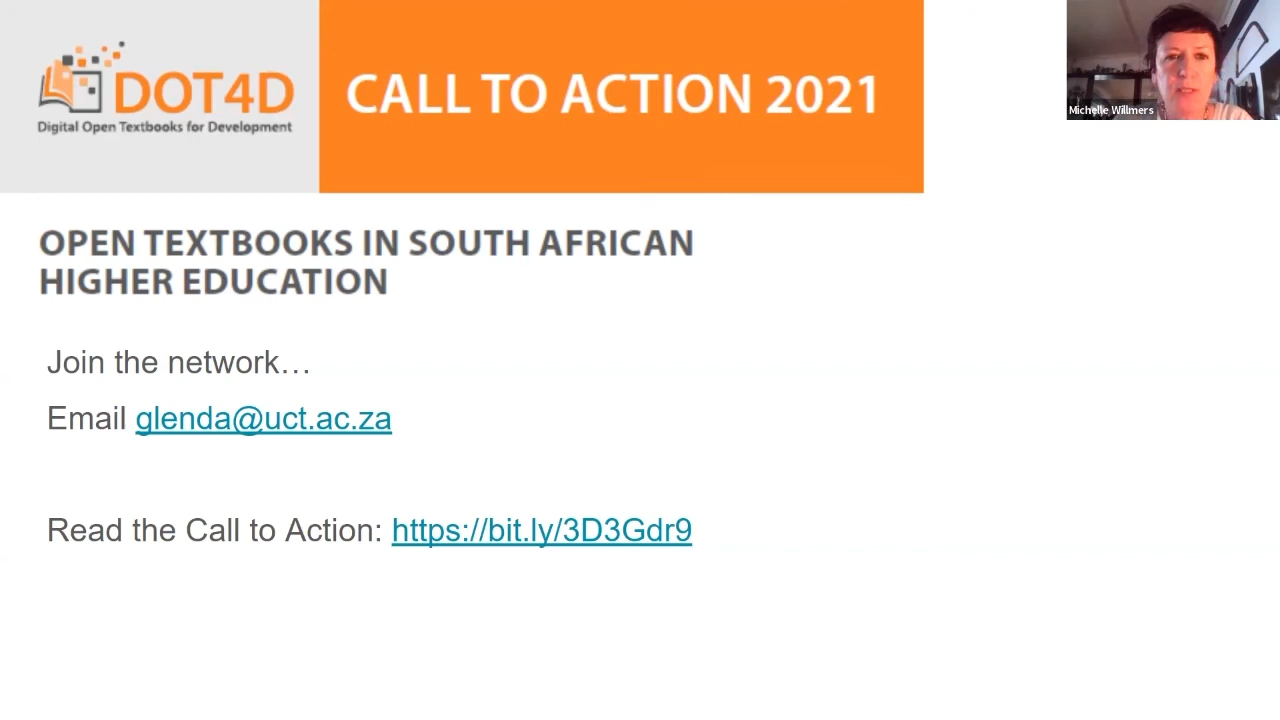 DOT4D
Digital Open Textbooks for Development
CALL TO ACTION 2021
Michelle Willmers
OPEN TEXTBOOKS IN SOUTH AFRICAN
HIGHER EDUCATION
Join the network…
Email glenda@uct.ac.za
Read the Call to Action: https://bit.ly/3D3Gdr9